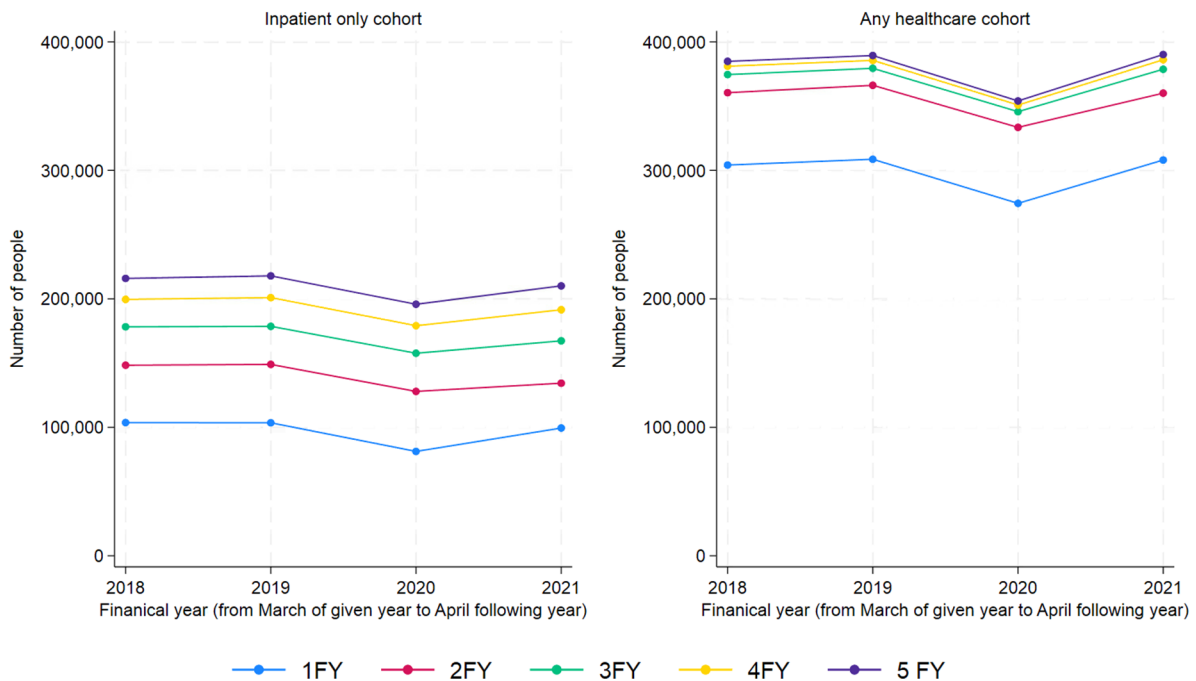 Inpatient only cohort
400,000
300,000
200,000
100,000
0
Number of people
2018 2019 2020 2021
Finanical year (from March of given year to April following year)
Any healthcare cohort
400,000
300,000
200,000
100,000
0
Number of people
2018 2019 2020 2021
Finanical year (from March of given year to April following year)
1FY 2FY 3FY 4FY 5 FY